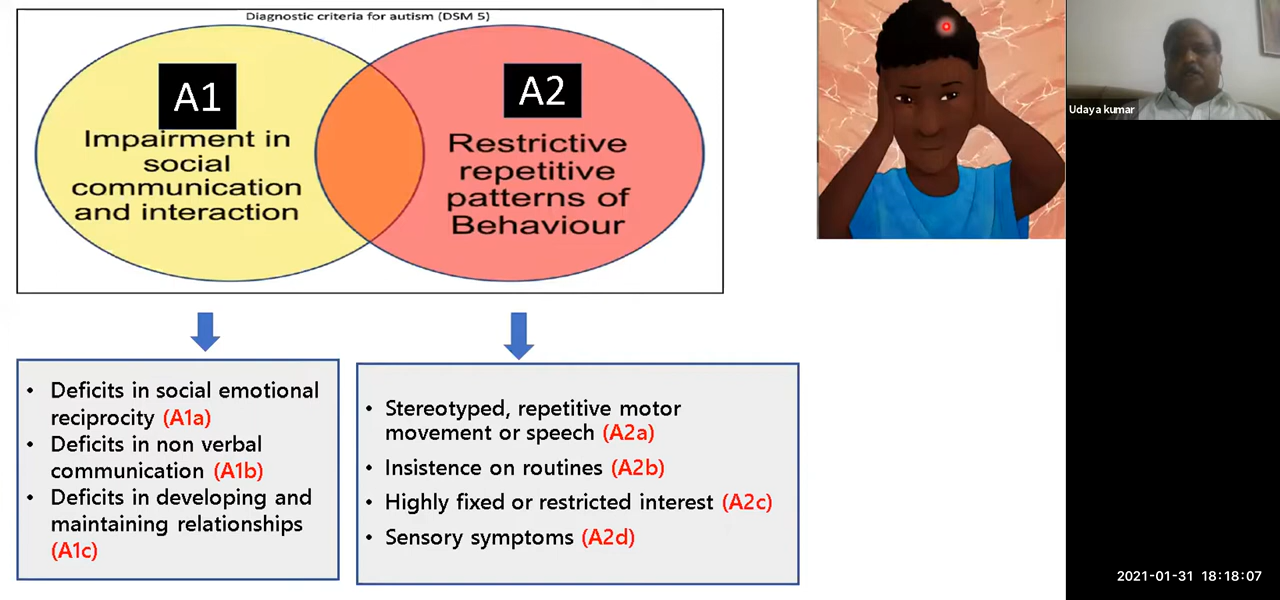 Diagnostic criteria for autism (DSM 5)
A1
Impairment in
social
communication
and interaction
A2
Restrictive
repetitive
patterns of
Behaviour
• Deficits in social emotional
reciprocity (A1a)
• Deficits in non verbal
communication (A1b)
• Deficits in developing and
maintaining relationships
(A1c)
• Stereotyped, repetitive motor
movement or speech (A2a)
• Insistence on routines (A2b)
• Highly fixed or restricted interest (A2c)
• Sensory symptoms (A2d)
Udaya kumar
2021-01-31 18:18:07